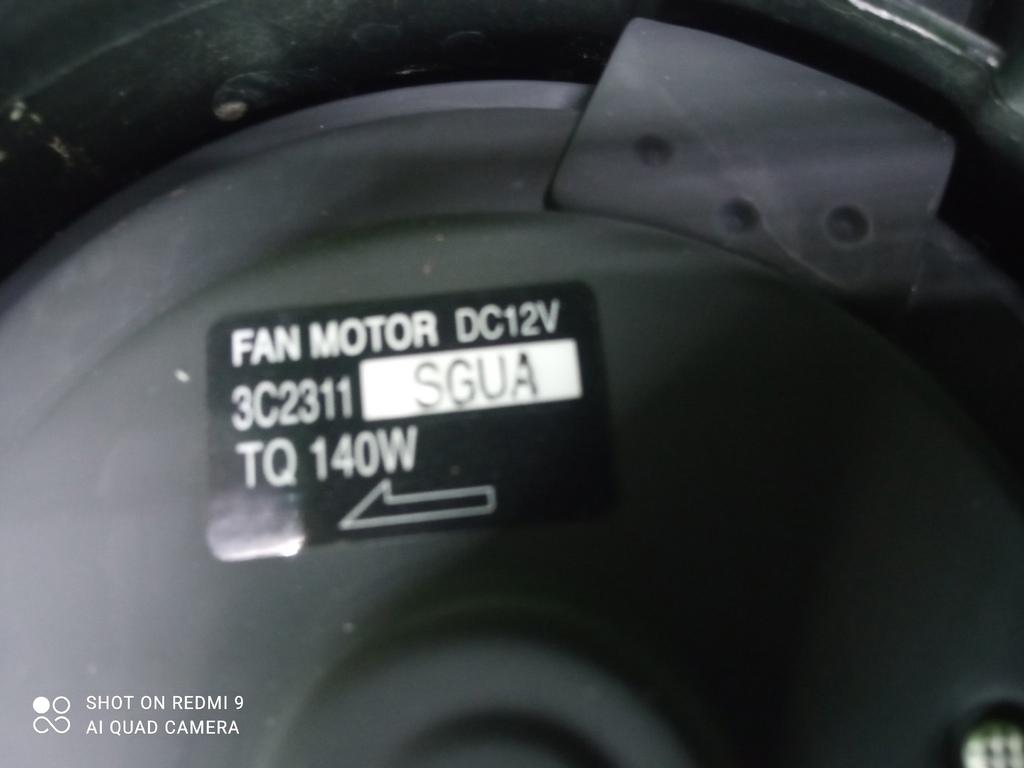 FAN MOTOR DC12V
3C2311 SGUA
TQ 140W
SHOT ON REDMI 9
AI QUAD CAMERA